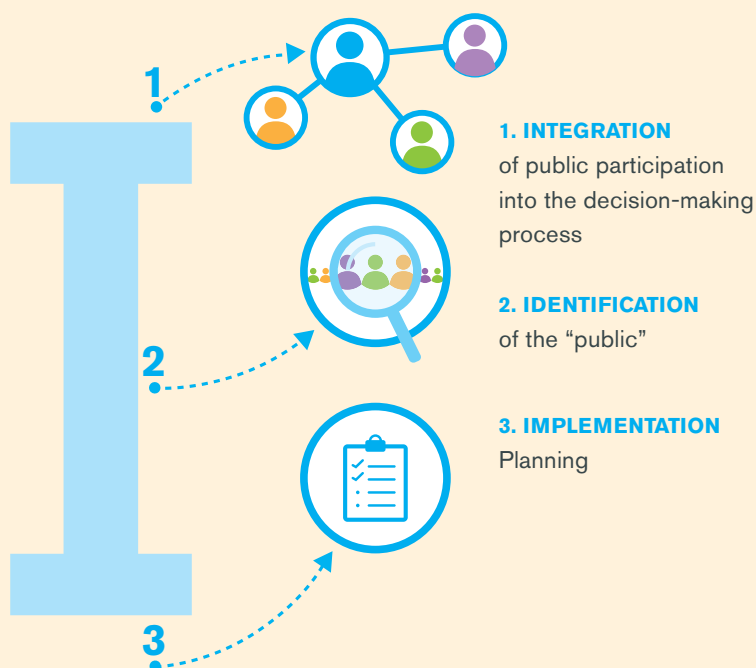 1
1. INTEGRATION
of public participation
into the decision-making
process
2
2. IDENTIFICATION
of the “public”
3. IMPLEMENTATION
Planning
3
I